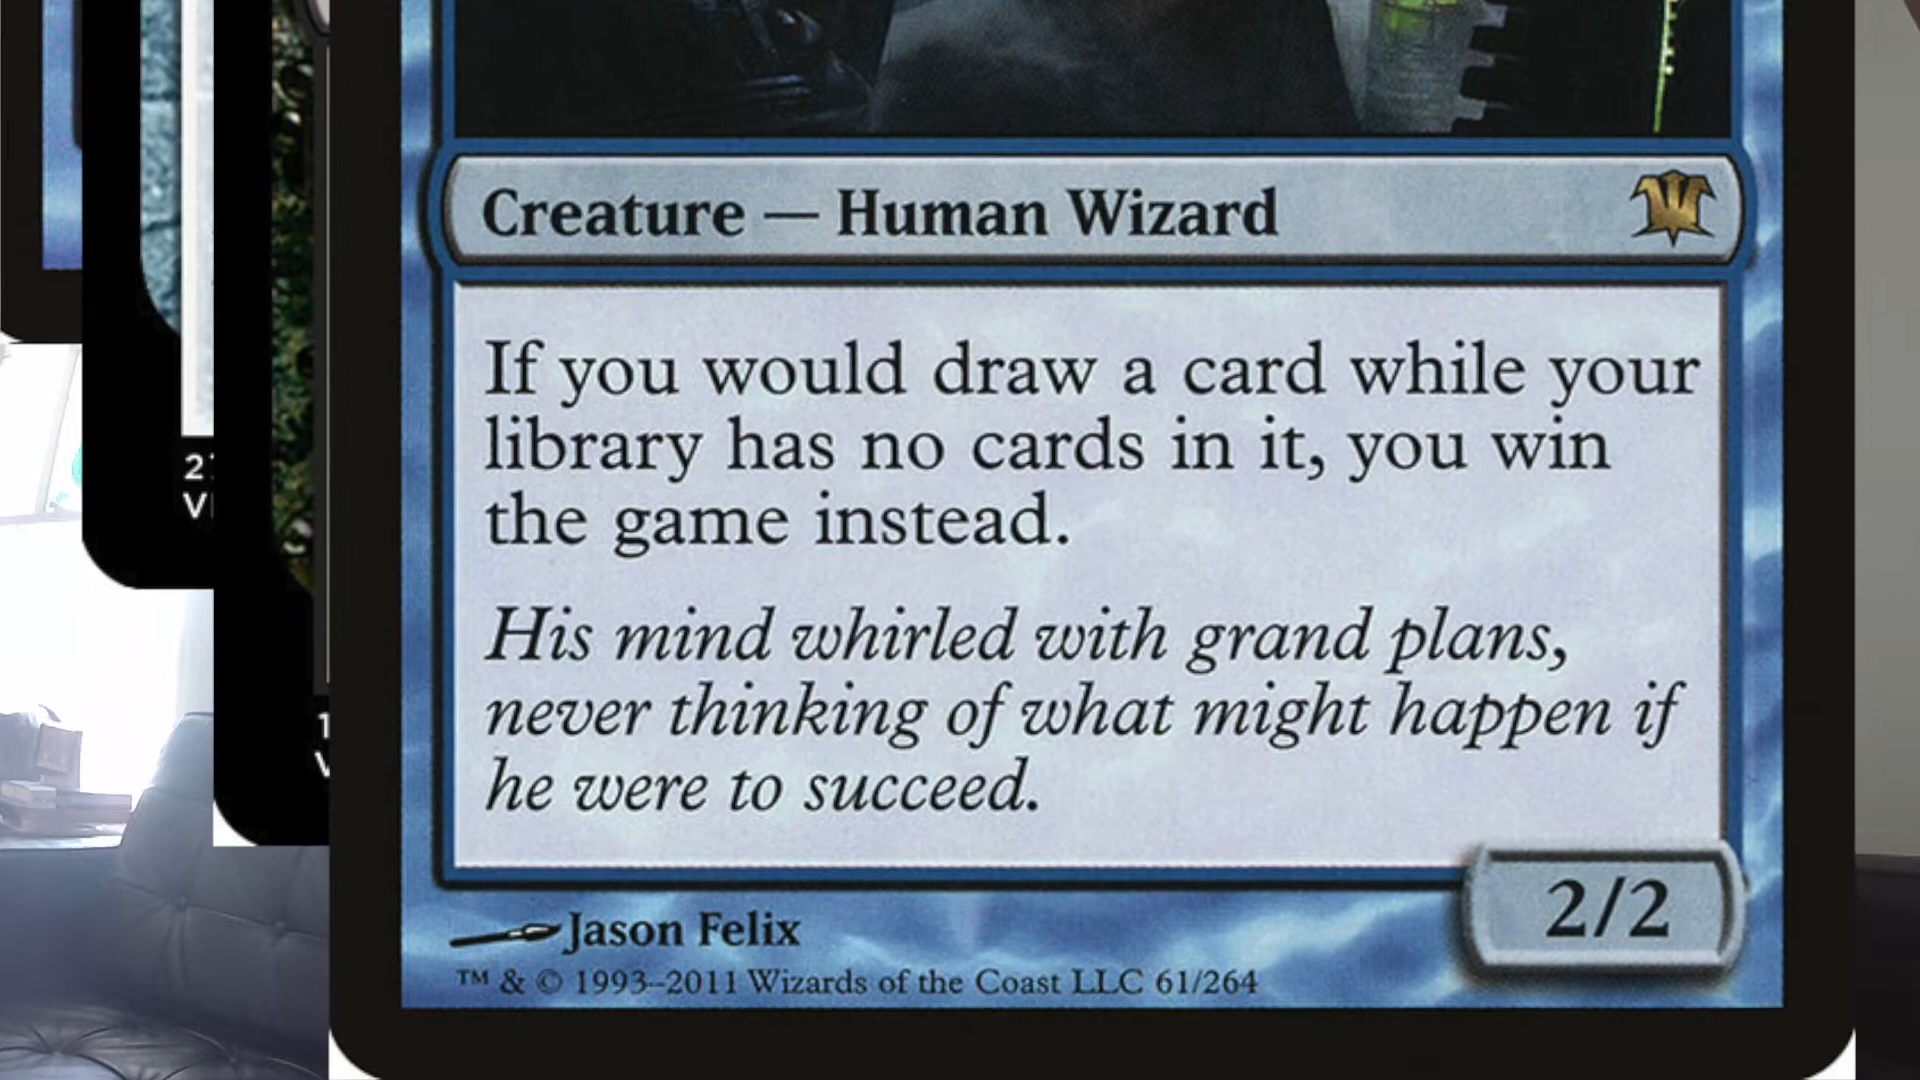 Creature — Human Wizard
If you would draw a card while your
library has no cards in it, you win
the game instead.
His mind whirled with grand plans,
never thinking of what might happen if
he were to succeed.
2/2
Jason Felix
™ & © 1993–2011 Wizards of the Coast LLC 61/264